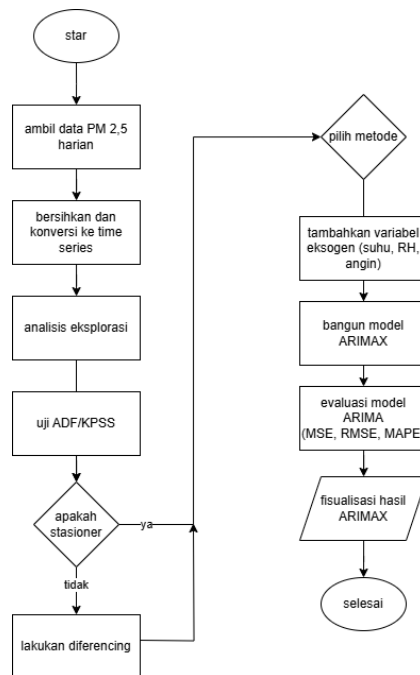 star
ambil data PM 2,5
harian
bersihkan dan
konversi ke time
series
analisis eksplorasi
uji ADF/KPSS
apakah
stasioner
ya
tidak
lakukan diferencing
pilih metode
tambahkan variabel
eksogen (suhu, RH,
angin)
bangun model
ARIMAX
evaluasi model
ARIMA
(MSE, RMSE, MAPE)
fisualisasi hasil
ARIMAX
selesai